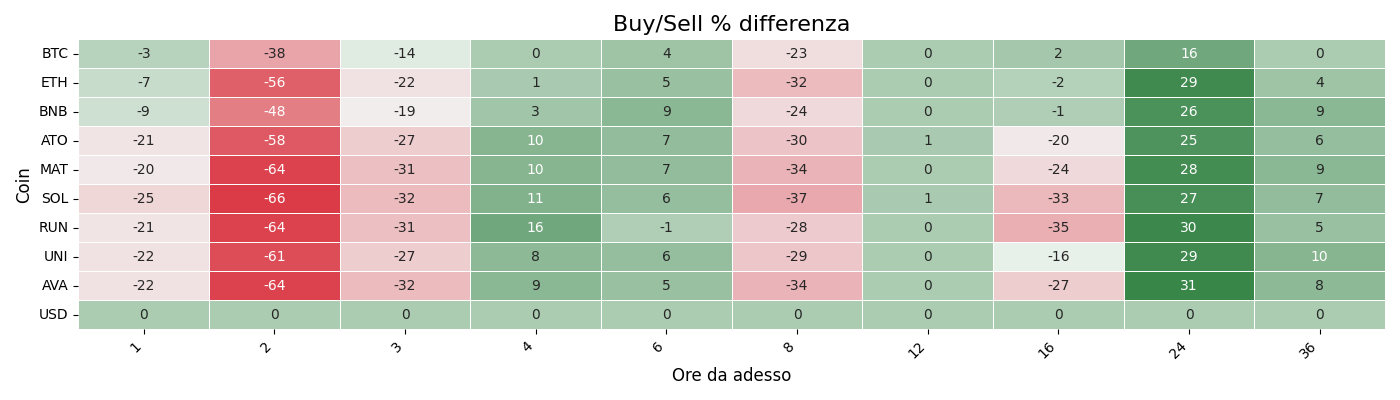 Buy/Sell % differenza
Coin
BTC -3 -38 -14 0 4 -23 0 2 16 0
ETH -7 -56 -22 1 5 -32 0 -2 29 4
BNB -9 -48 -19 3 9 -24 0 -1 26 9
ATO -21 -58 -27 10 7 -30 1 -20 25 6
MAT -20 -64 -31 10 7 -34 0 -24 28 9
SOL -25 -66 -32 11 6 -37 1 -33 27 7
RUN -21 -64 -31 16 -1 -28 0 -35 30 5
UNI -22 -61 -27 8 6 -29 0 -16 29 10
AVA -22 -64 -32 9 5 -34 0 -27 31 8
USD 0 0 0 0 0 0 0 0 0 0
1 2 3 4 6 8 12 16 24 36
Ore da adesso